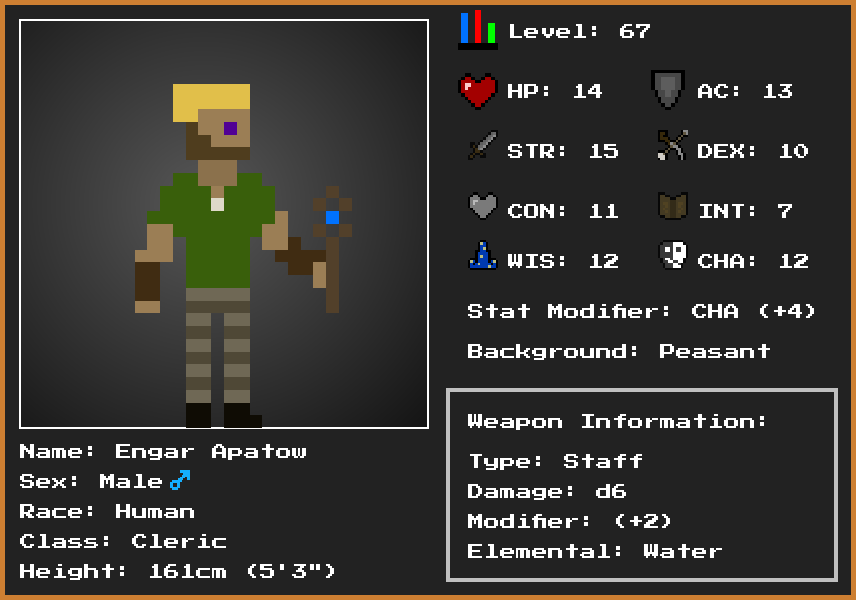 Level: 67
HP: 14 AC: 13
STR: 15 DEX: 10
CON: 11 INT: 7
WIS: 12 CHA: 12
Stat Modifier: CHA (+4)
Background: Peasant
Weapon Information:
Type: Staff
Damage: d6
Modifier: (+2)
Elemental: Water
Name: Engar Apatow
Sex: Male ♂
Race: Human
Class: Cleric
Height: 161cm (5'3")